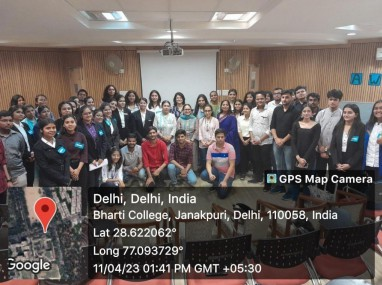 GPS Map Camera
Delhi, Delhi, India
Bharti College, Janakpuri, Delhi, 110058, India
Lat 28.622062°
Long 77.093729°
11/04/23 01:41 PM GMT +05:30
Google